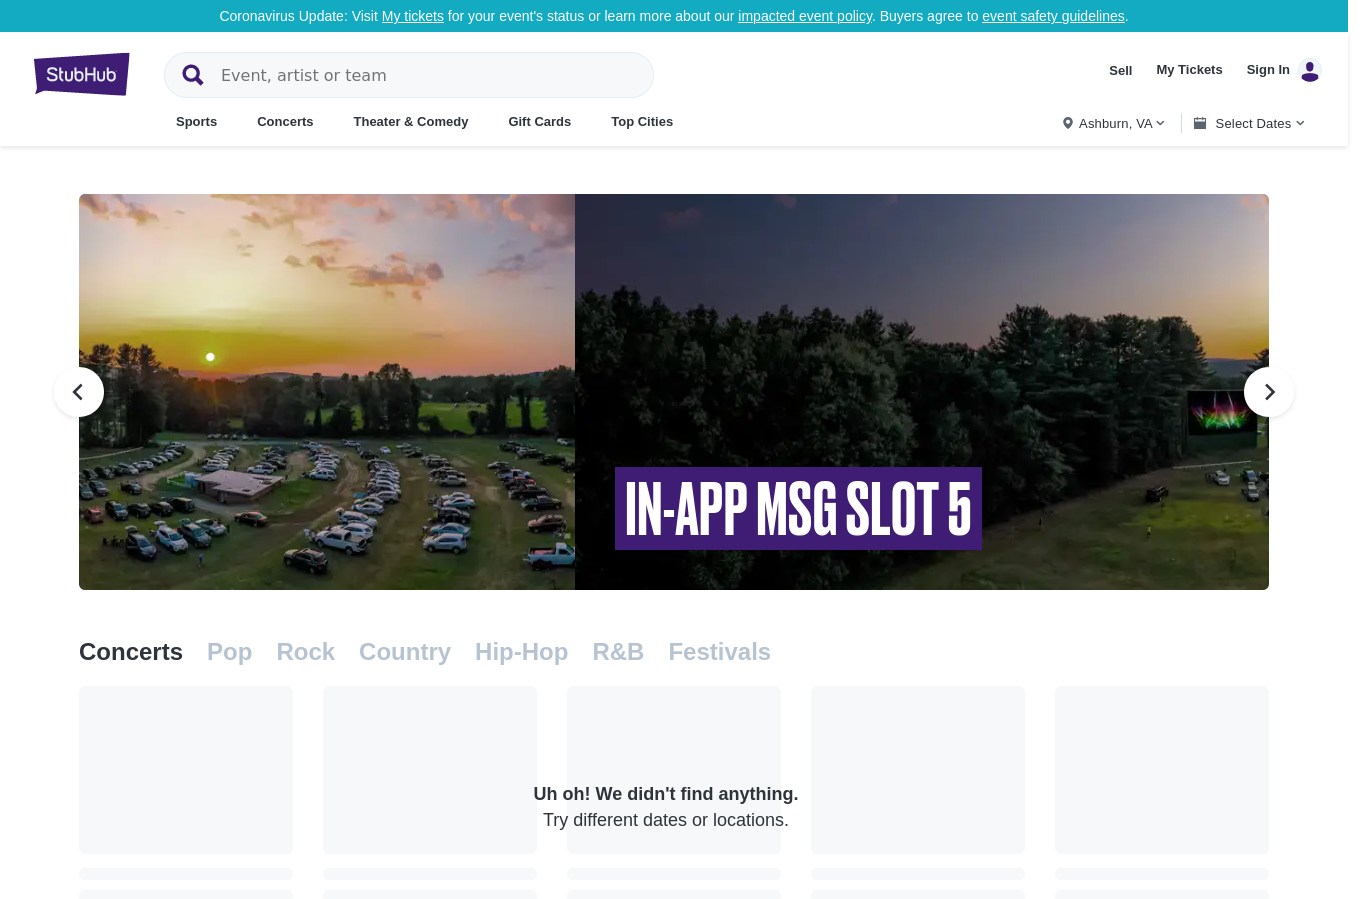 Coronavirus Update: Visit My tickets for your event's status or learn more about our impacted event policy. Buyers agree to event safety guidelines.
StubHub
Event, artist or team
Sell
My Tickets
Sign In
Sports
Concerts
Theater & Comedy
Gift Cards
Top Cities
Ashburn, VA
Select Dates
IN-APP MSG SLOT 5
Concerts
Pop
Rock
Country
Hip-Hop
R&B
Festivals
Uh oh! We didn't find anything.
Try different dates or locations.